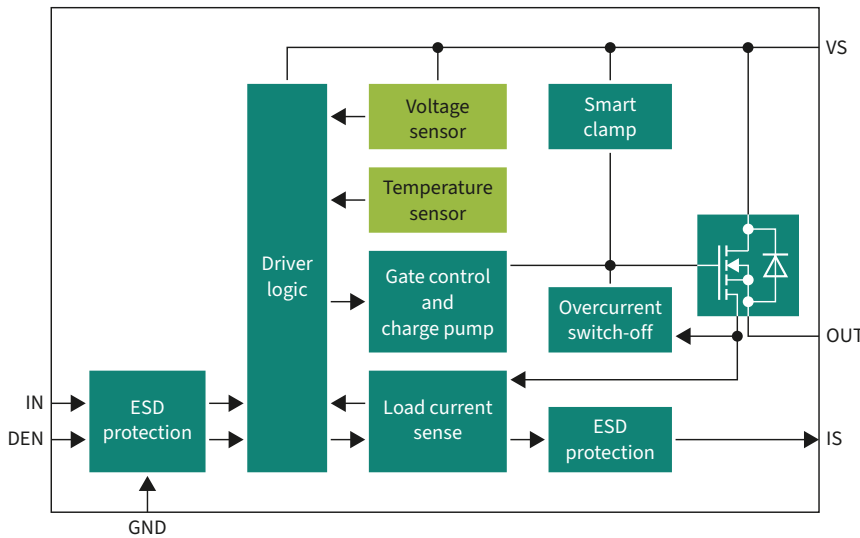 VS
Voltage
sensor
Smart
clamp
Temperature
sensor
Driver
logic
Gate control
and
charge pump
Overcurrent
switch-off
OUT
IN
DEN
ESD
protection
Load current
sense
ESD
protection
IS
GND